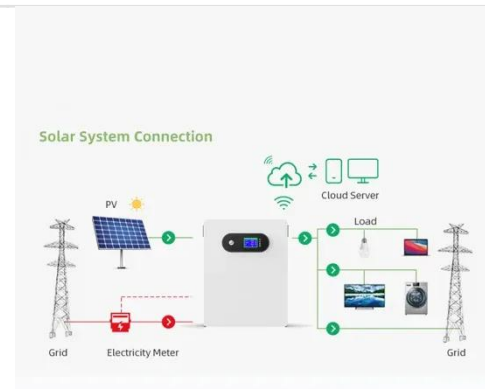 Solar System Connection
Cloud Server
PV
Load
Grid
Electricity Meter
Grid